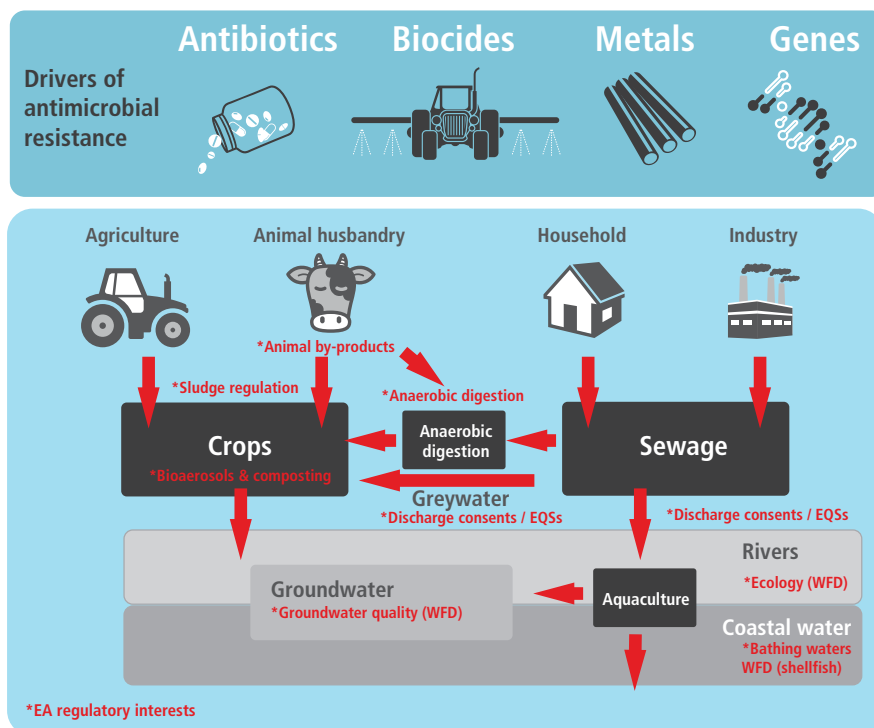 Antibiotics Biocides Metals Genes
Drivers of
antimicrobial
resistance
Agriculture Animal husbandry Household Industry
*Animal by-products
*Sludge regulation
*Anaerobic digestion
Crops
Anaerobic
digestion
Sewage
*Bioaerosols & composting
Greywater
*Discharge consents / EQSs
*Discharge consents / EQSs
Rivers
*Ecology (WFD)
Groundwater
*Groundwater quality (WFD)
Aquaculture
Coastal water
*Bathing waters
WFD (shellfish)
*EA regulatory interests